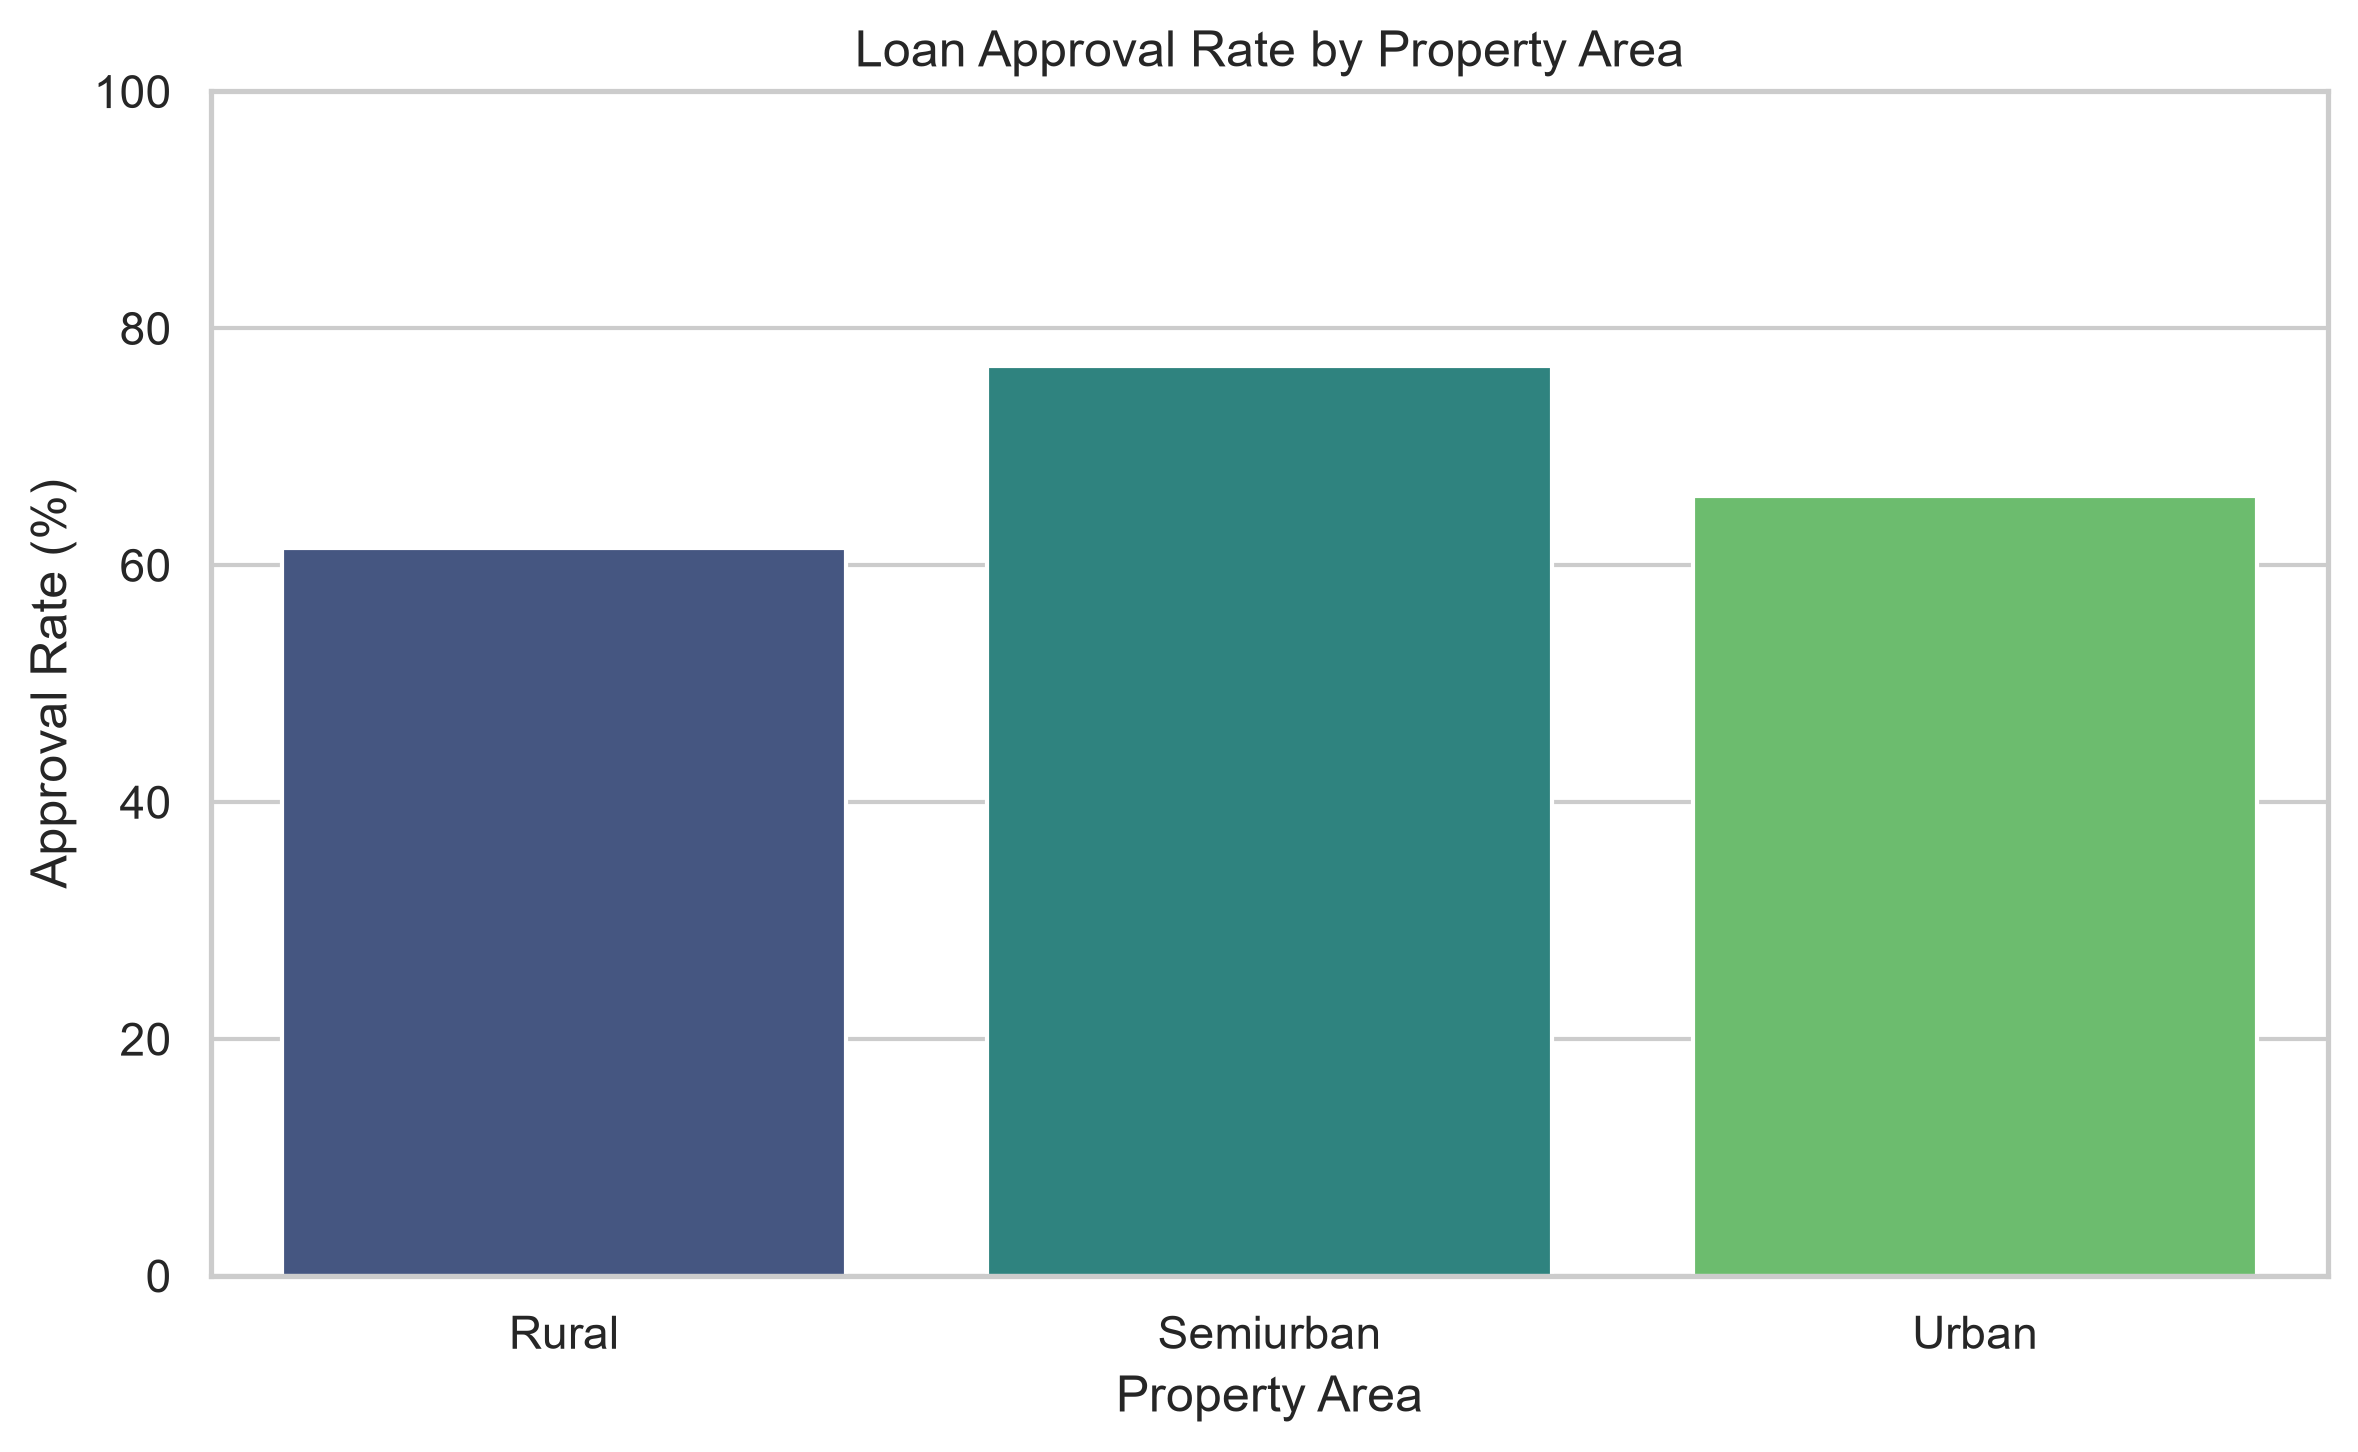 Loan Approval Rate by Property Area
100
80
60
40
20
0
Approval Rate (%)
Rural
Semiurban
Urban
Property Area